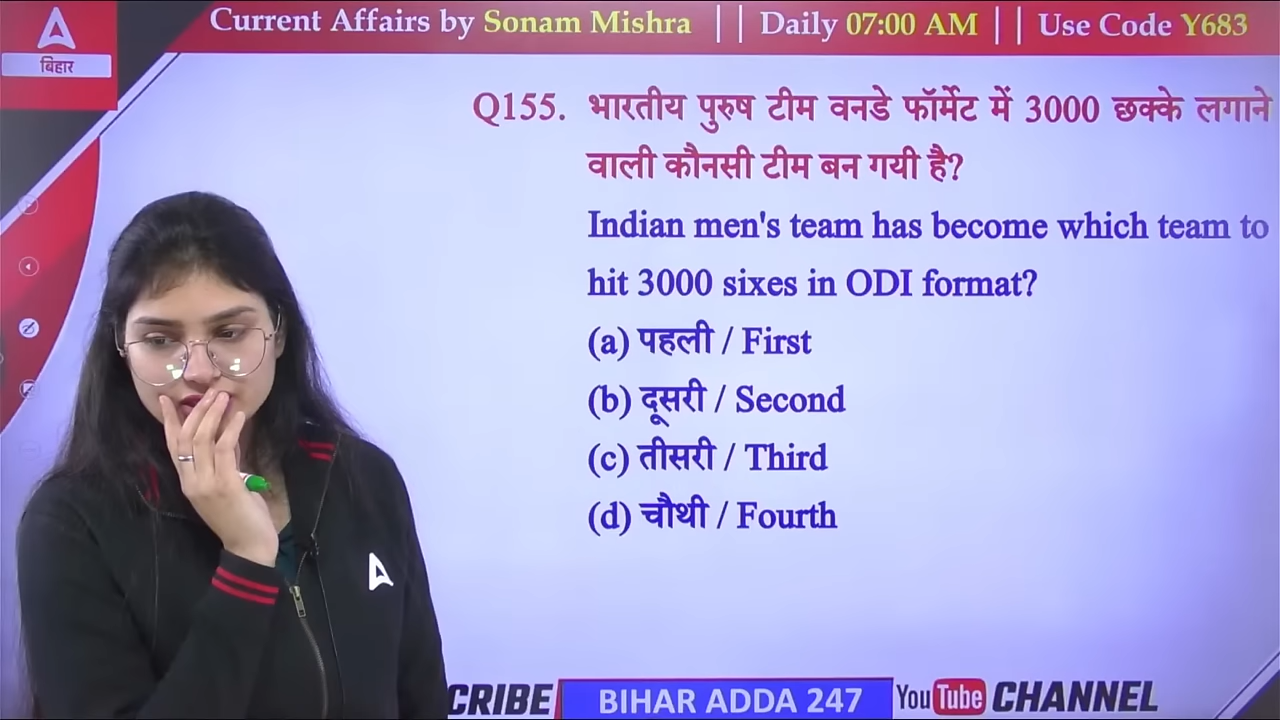 Current Affairs by Sonam Mishra || Daily 07:00 AM || Use Code Y683
बिहार
Q155. भारतीय पुरुष टीम वनडे फॉर्मेट में 3000 छक्के लगाने
वाली कौनसी टीम बन गयी है?
Indian men's team has become which team to
hit 3000 sixes in ODI format?
(a) पहली / First
(b) दूसरी / Second
(c) तीसरी / Third
(d) चौथी / Fourth
CRIBE BIHAR ADDA 247 YouTube CHANNEL